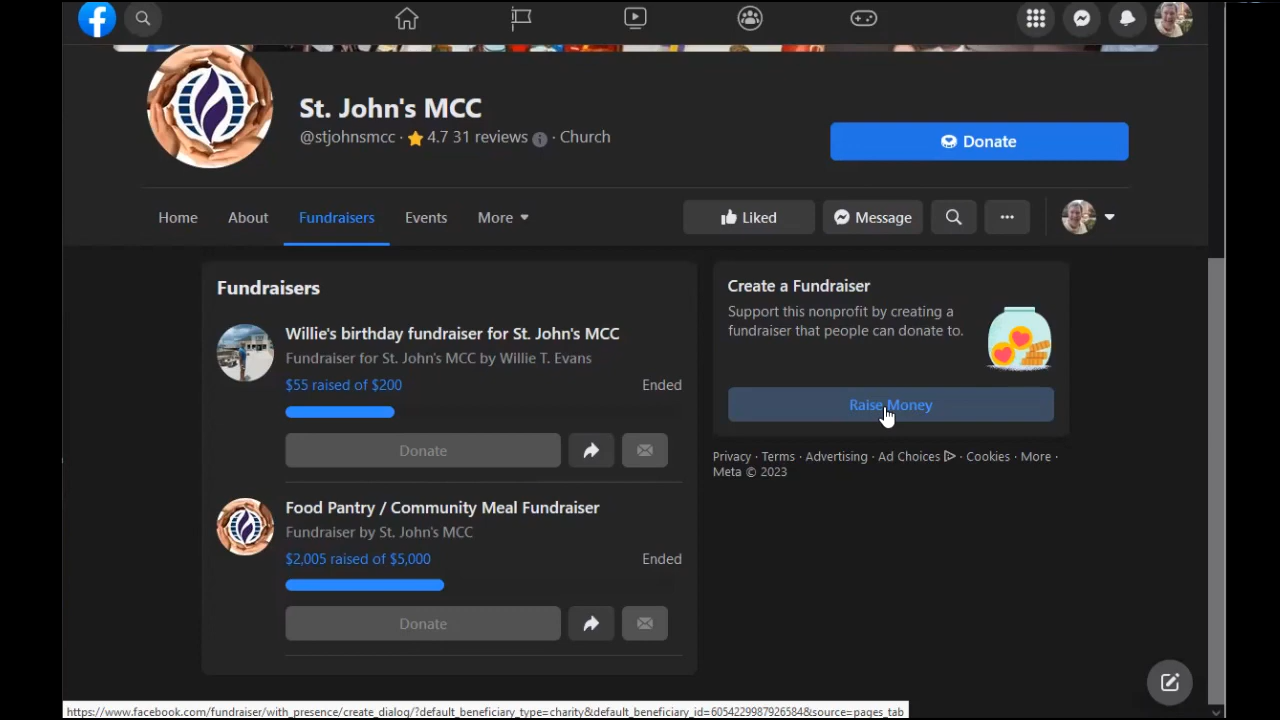 St. John's MCC
@stjohnsmcc · 4.7 31 reviews · Church
Donate
Home About Fundraisers Events More
Liked Message
Fundraisers
Willie's birthday fundraiser for St. John's MCC
Fundraiser for St. John's MCC by Willie T. Evans
$55 raised of $200 Ended
Donate
Food Pantry / Community Meal Fundraiser
Fundraiser by St. John's MCC
$2,005 raised of $5,000 Ended
Donate
Create a Fundraiser
Support this nonprofit by creating a
fundraiser that people can donate to.
Raise Money
Privacy · Terms · Advertising · Ad Choices · Cookies · More ·
Meta © 2023
https://www.facebook.com/fundraiser/with_presence/create_dialog/?default_beneficiary_type=charity&default_beneficiary_id=605422998792658​4&source=pages_tab